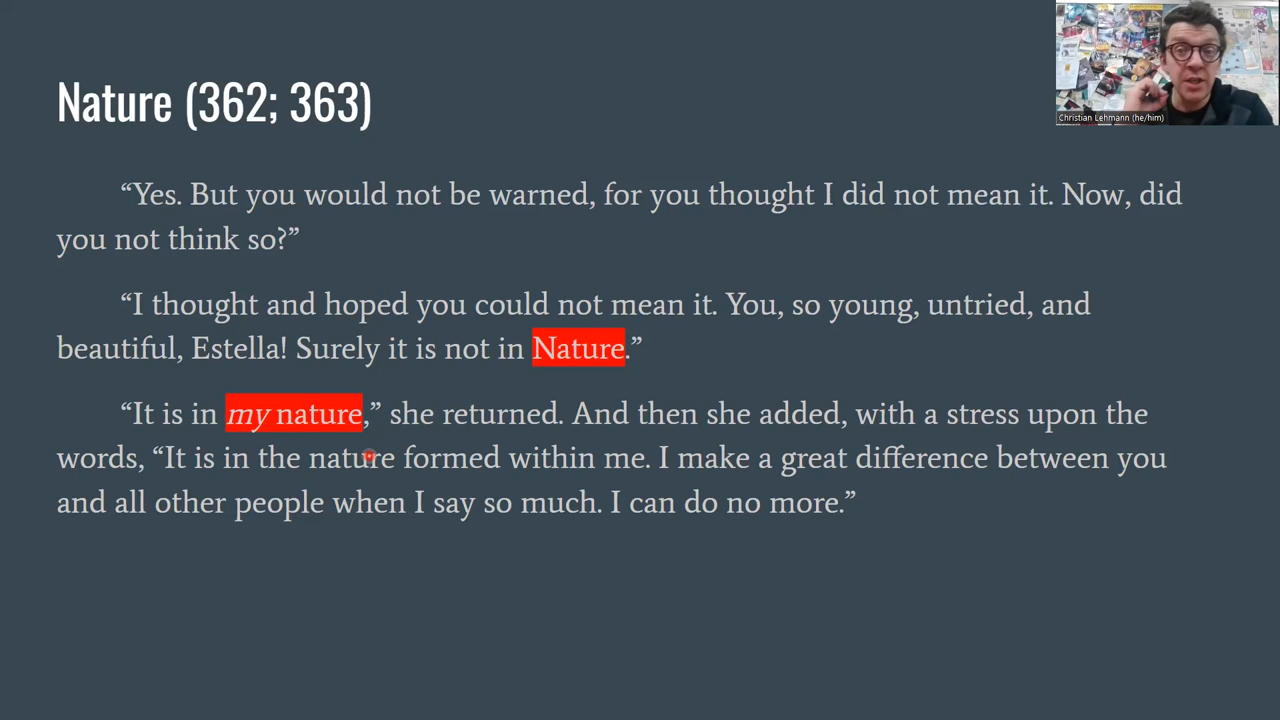 Nature (362; 363)
Christian Lehmann (he/him)
“Yes. But you would not be warned, for you thought I did not mean it. Now, did
you not think so?”
“I thought and hoped you could not mean it. You, so young, untried, and
beautiful, Estella! Surely it is not in Nature.”
“It is in my nature,” she returned. And then she added, with a stress upon the
words, “It is in the nature formed within me. I make a great difference between you
and all other people when I say so much. I can do no more.”